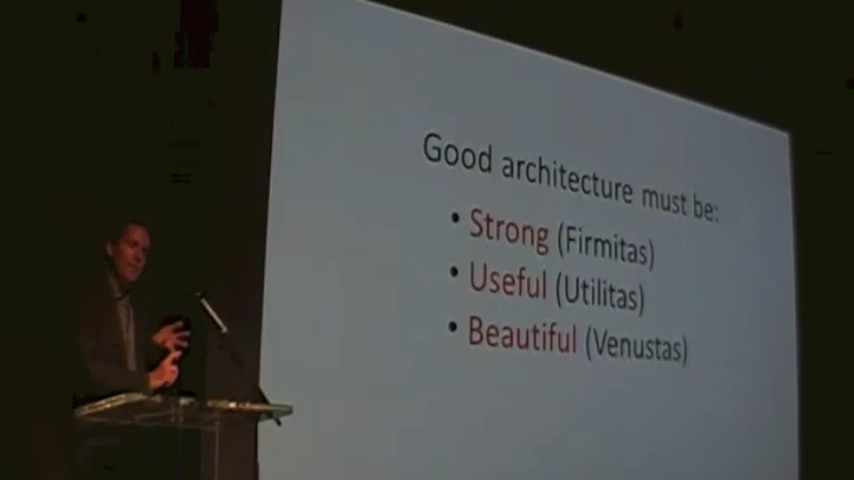 Good architecture must be:
• Strong (Firmitas)
• Useful (Utilitas)
• Beautiful (Venustas)